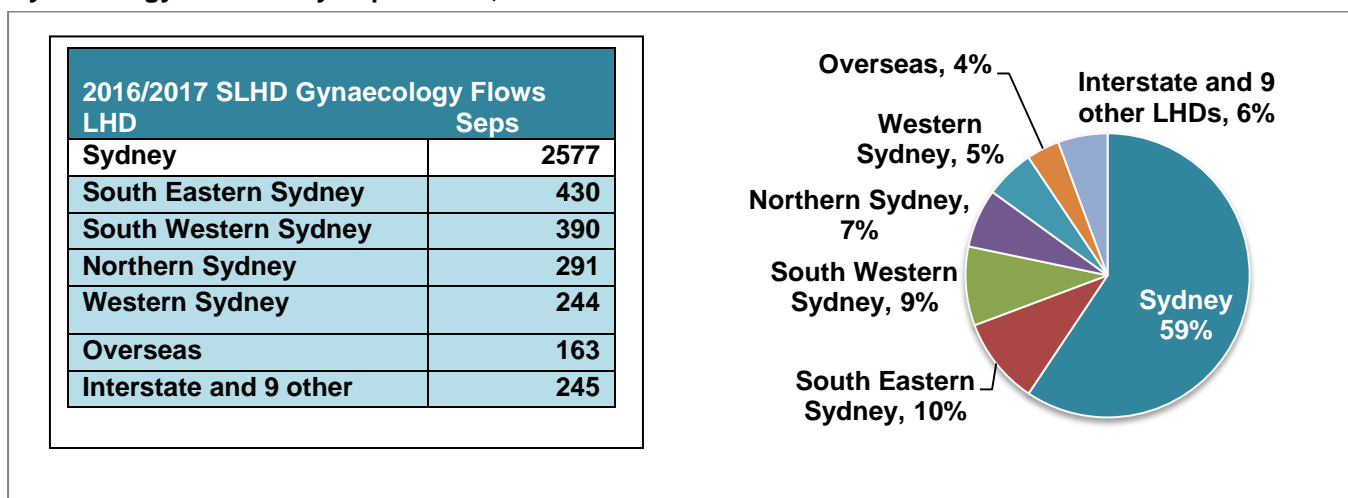 2016/2017 SLHD Gynaecology Flows
LHD Seps
Sydney 2577
South Eastern Sydney 430
South Western Sydney 390
Northern Sydney 291
Western Sydney 244
Overseas 163
Interstate and 9 other 245
Overseas, 4%
Interstate and 9
other LHDs, 6%
Western
Sydney, 5%
Northern Sydney,
7%
South Western
Sydney, 9%
South Eastern
Sydney, 10%
Sydney
59%